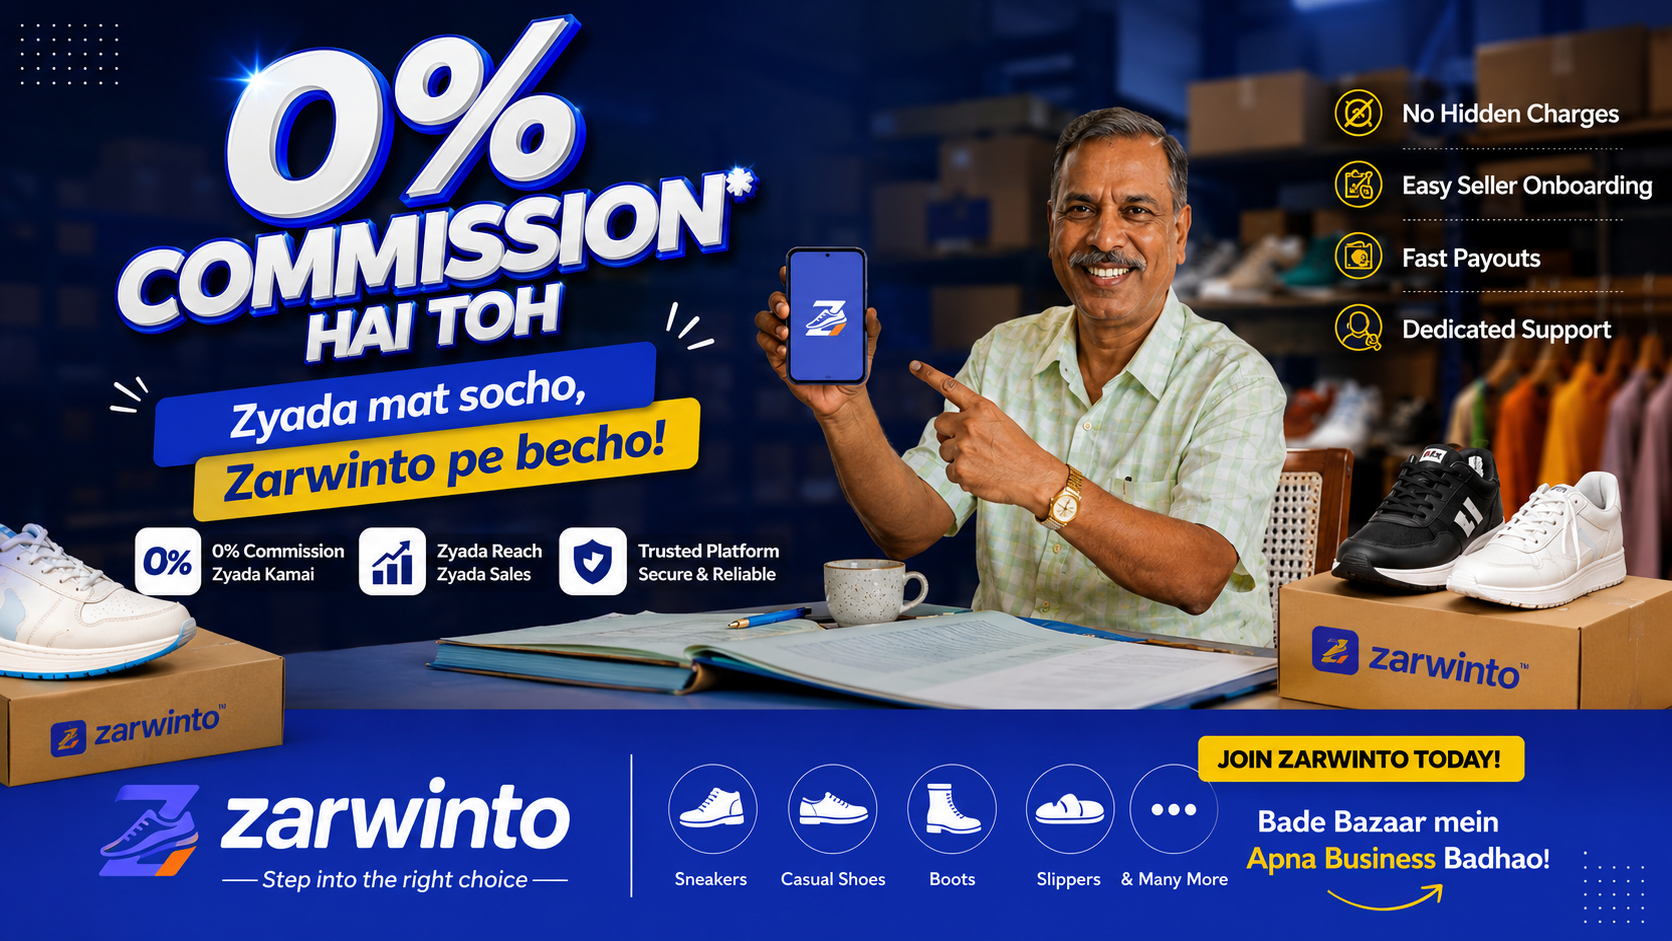 0%
COMMISSION*
HAI TOH
Zyada mat socho,
Zarwinto pe becho!
0%
0% Commission
Zyada Kamai
Zyada Reach
Zyada Sales
Trusted Platform
Secure & Reliable
No Hidden Charges
Easy Seller Onboarding
Fast Payouts
Dedicated Support
zarwinto™
zarwinto™
zarwinto
Step into the right choice
Sneakers
Casual Shoes
Boots
Slippers
& Many More
JOIN ZARWINTO TODAY!
Bade Bazaar mein
Apna Business Badhao!